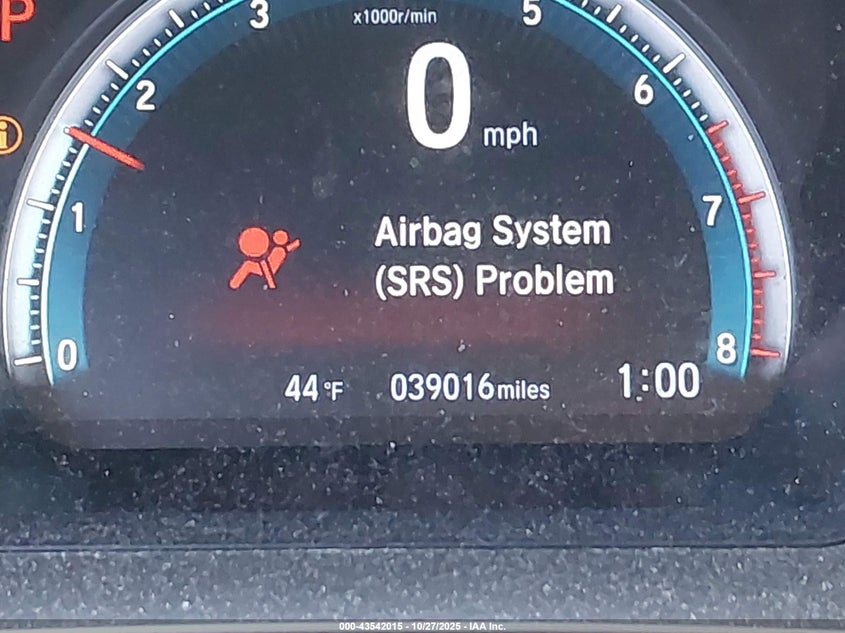 P
3
x1000r/min
5
2
0 mph
6
i
1
Airbag System
7
(SRS) Problem
0
8
44°F
039016miles
1:00
000-43542015 - 10/27/2025 - IAA Inc.